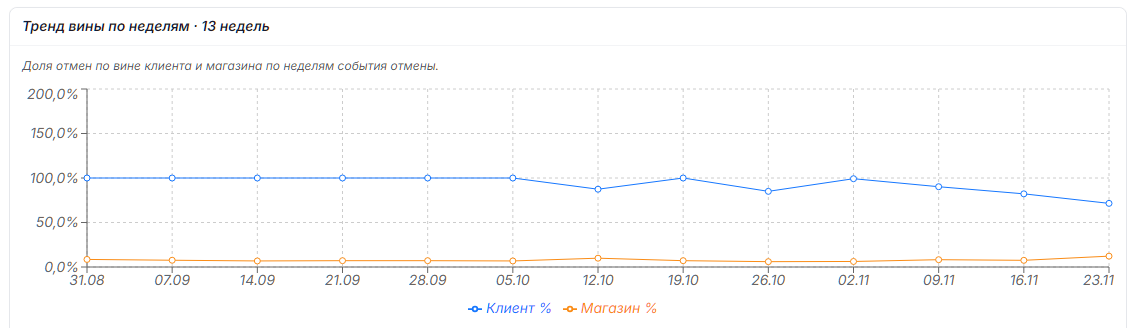 Тренд вины по неделям · 13 недель
Доля отмен по вине клиента и магазина по неделям события отмены.
200,0%
150,0%
100,0%
50,0%
0,0%
31.08 07.09 14.09 21.09 28.09 05.10 12.10 19.10 26.10 02.11 09.11 16.11 23.11
Клиент % Магазин %